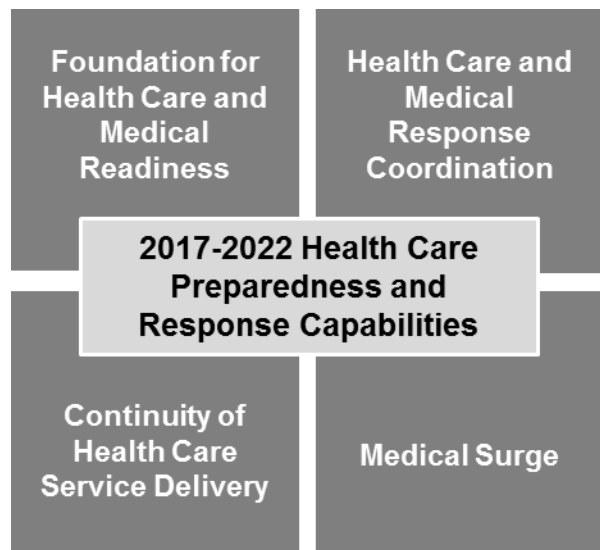 Foundation for
Health Care and
Medical
Readiness
Health Care and
Medical
Response
Coordination
2017-2022 Health Care
Preparedness and
Response Capabilities
Continuity of
Health Care
Service Delivery
Medical Surge